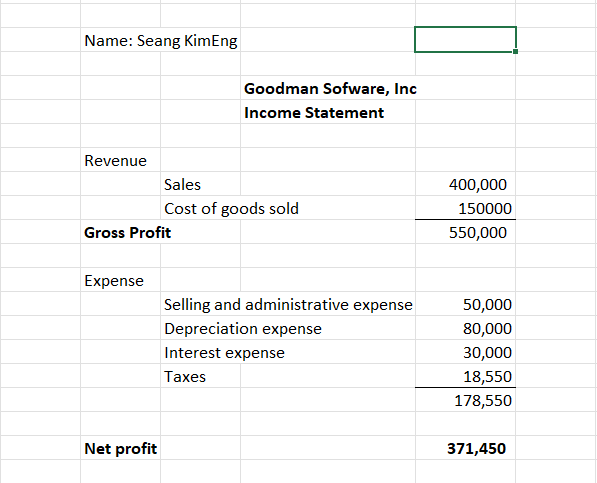 Name: Seang KimEng
Goodman Sofware, Inc
Income Statement
Revenue
Sales 400,000
Cost of goods sold 150000
Gross Profit 550,000
Expense
Selling and administrative expense 50,000
Depreciation expense 80,000
Interest expense 30,000
Taxes 18,550
178,550
Net profit 371,450